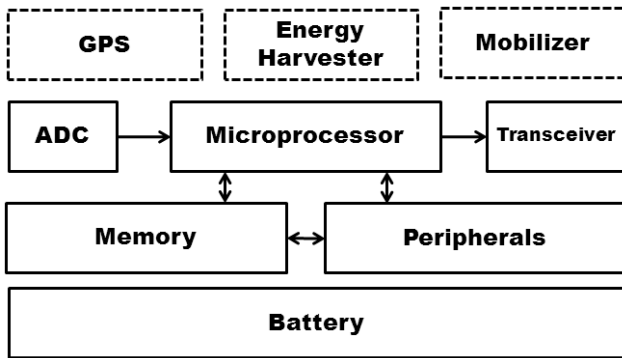 GPS
Energy
Harvester
Mobilizer
ADC
Microprocessor
Transceiver
Memory
Peripherals
Battery